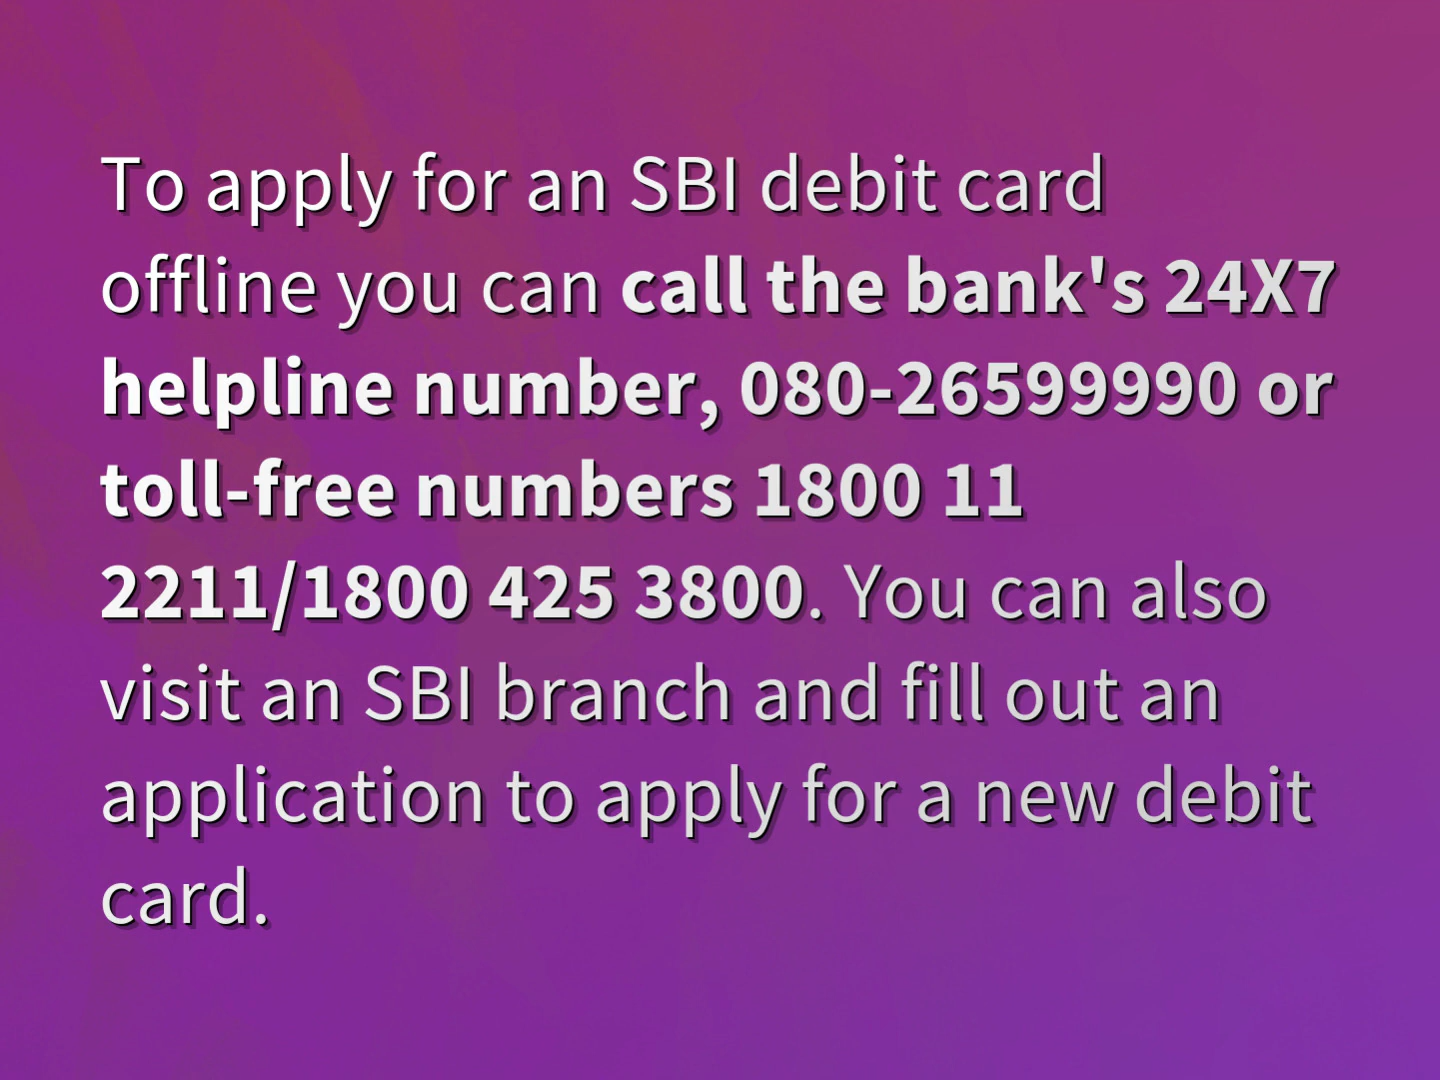 To apply for an SBI debit card
offline you can call the bank's 24X7
helpline number, 080-26599990 or
toll-free numbers 1800 11
2211/1800 425 3800. You can also
visit an SBI branch and fill out an
application to apply for a new debit
card.